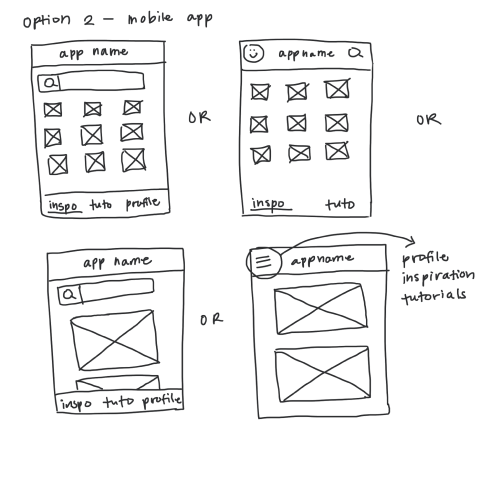 option 2 - mobile app
app name
inspo tuto profile
OR
appname
inspo tuto
OR
app name
inspo tuto profile
OR
appname
profile
inspiration
tutorials